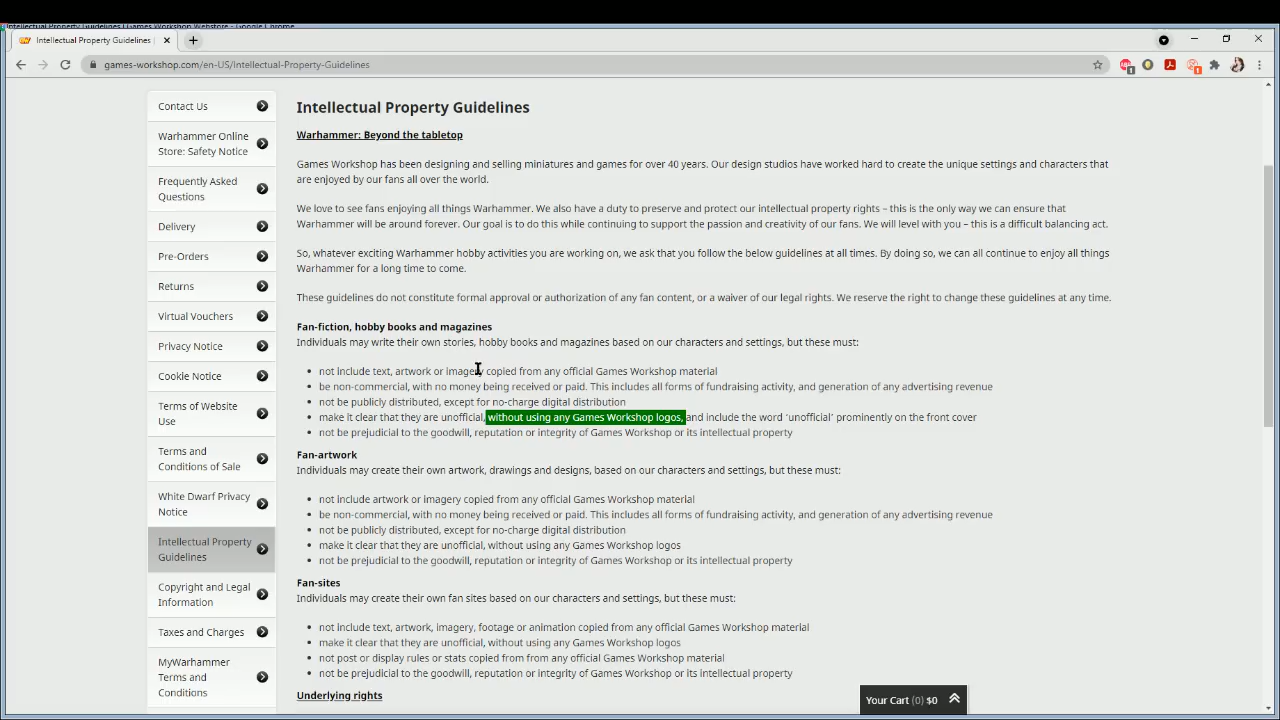 Intellectual Property Guidelines | Games Workshop Webstore - Google Chrome
Intellectual Property Guidelines |
games-workshop.com/en-US/Intellectual-Property-Guidelines
1
1
Contact Us
Warhammer Online
Store: Safety Notice
Frequently Asked
Questions
Delivery
Pre-Orders
Returns
Virtual Vouchers
Privacy Notice
Cookie Notice
Terms of Website
Use
Terms and
Conditions of Sale
White Dwarf Privacy
Notice
Intellectual Property
Guidelines
Copyright and Legal
Information
Taxes and Charges
MyWarhammer
Terms and
Conditions
Intellectual Property Guidelines
Warhammer: Beyond the tabletop
Games Workshop has been designing and selling miniatures and games for over 40 years. Our design studios have worked hard to create the unique settings and characters that
are enjoyed by our fans all over the world.
We love to see fans enjoying all things Warhammer. We also have a duty to preserve and protect our intellectual property rights – this is the only way we can ensure that
Warhammer will be around forever. Our goal is to do this while continuing to support the passion and creativity of our fans. We will level with you – this is a difficult balancing act.
So, whatever exciting Warhammer hobby activities you are working on, we ask that you follow the below guidelines at all times. By doing so, we can all continue to enjoy all things
Warhammer for a long time to come.
These guidelines do not constitute formal approval or authorization of any fan content, or a waiver of our legal rights. We reserve the right to change these guidelines at any time.
Fan-fiction, hobby books and magazines
Individuals may write their own stories, hobby books and magazines based on our characters and settings, but these must:
• not include text, artwork or imagery copied from any official Games Workshop material
• be non-commercial, with no money being received or paid. This includes all forms of fundraising activity, and generation of any advertising revenue
• not be publicly distributed, except for no-charge digital distribution
• make it clear that they are unofficial, without using any Games Workshop logos, and include the word ‘unofficial’ prominently on the front cover
• not be prejudicial to the goodwill, reputation or integrity of Games Workshop or its intellectual property
Fan-artwork
Individuals may create their own artwork, drawings and designs, based on our characters and settings, but these must:
• not include artwork or imagery copied from any official Games Workshop material
• be non-commercial, with no money being received or paid. This includes all forms of fundraising activity, and generation of any advertising revenue
• not be publicly distributed, except for no-charge digital distribution
• make it clear that they are unofficial, without using any Games Workshop logos
• not be prejudicial to the goodwill, reputation or integrity of Games Workshop or its intellectual property
Fan-sites
Individuals may create their own fan sites based on our characters and settings, but these must:
• not include text, artwork, imagery, footage or animation copied from any official Games Workshop material
• make it clear that they are unofficial, without using any Games Workshop logos
• not post or display rules or stats copied from from any official Games Workshop material
• not be prejudicial to the goodwill, reputation or integrity of Games Workshop or its intellectual property
Underlying rights
Your Cart (0) $0